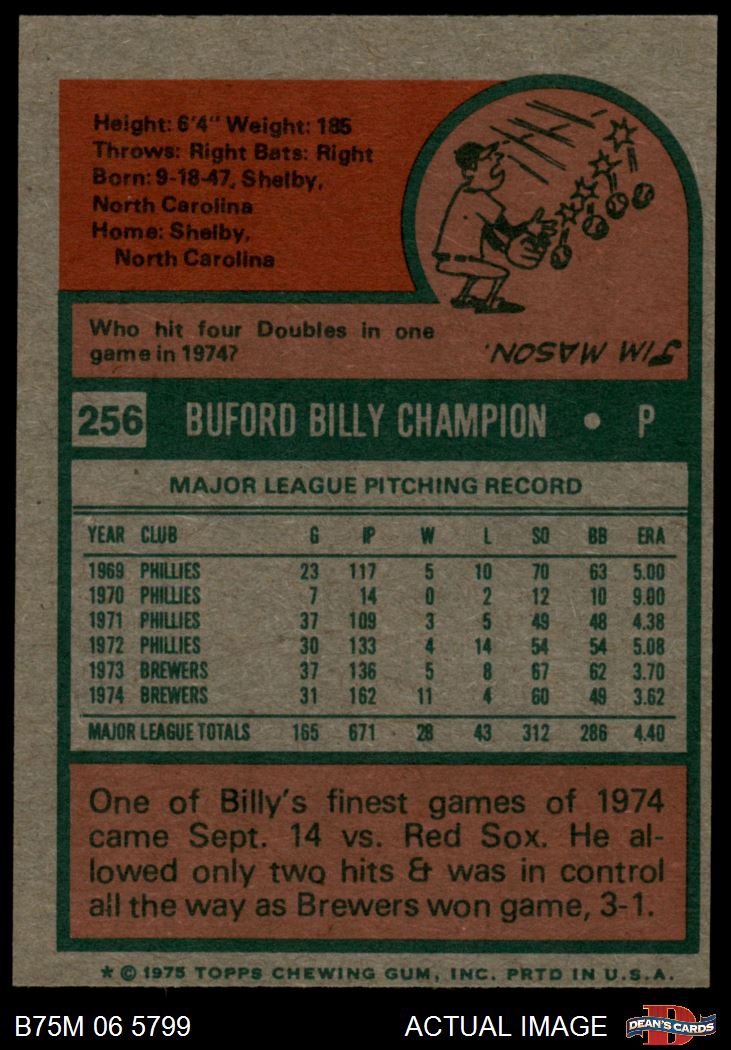 Height: 6'4" Weight: 185
Throws: Right Bats: Right
Born: 9-18-47, Shelby,
North Carolina
Home: Shelby,
North Carolina
Who hit four Doubles in one
game in 1974?
JIM MASON.
256 BUFORD BILLY CHAMPION • P
MAJOR LEAGUE PITCHING RECORD
YEAR CLUB G IP W L SO BB ERA
1969 PHILLIES 23 117 5 10 70 63 5.00
1970 PHILLIES 7 14 0 2 12 10 9.00
1971 PHILLIES 37 109 3 5 49 48 4.38
1972 PHILLIES 30 133 4 14 54 54 5.08
1973 BREWERS 37 136 5 8 67 62 3.70
1974 BREWERS 31 162 11 4 60 49 3.62
MAJOR LEAGUE TOTALS 165 671 28 43 312 286 4.40
One of Billy's finest games of 1974
came Sept. 14 vs. Red Sox. He al-
lowed only two hits & was in control
all the way as Brewers won game, 3-1.
* © 1975 TOPPS CHEWING GUM, INC. PRTD IN U.S.A.
B75M 06 5799 ACTUAL IMAGE D DEAN'S CARDS